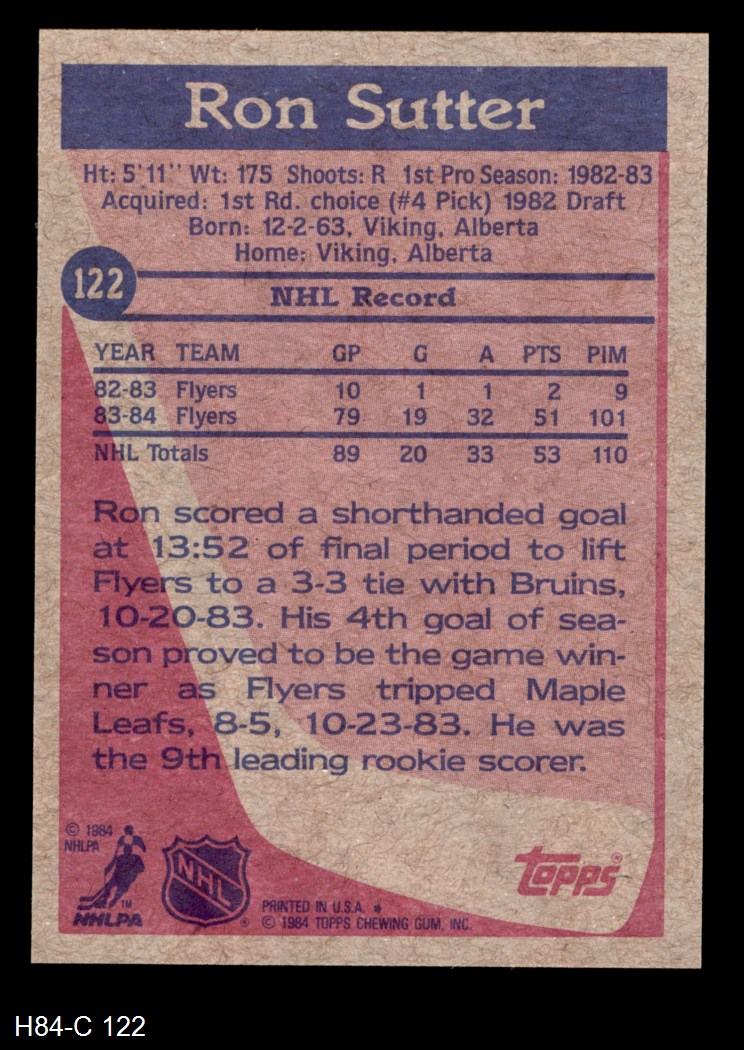 Ron Sutter
Ht: 5'11" Wt: 175 Shoots: R 1st Pro Season: 1982-83
Acquired: 1st Rd. choice (#4 Pick) 1982 Draft
Born: 12-2-63, Viking, Alberta
Home: Viking, Alberta
122
NHL Record
YEAR TEAM GP G A PTS PIM
82-83 Flyers 10 1 1 2 9
83-84 Flyers 79 19 32 51 101
NHL Totals 89 20 33 53 110
Ron scored a shorthanded goal
at 13:52 of final period to lift
Flyers to a 3-3 tie with Bruins,
10-20-83. His 4th goal of sea-
son proved to be the game win-
ner as Flyers tripped Maple
Leafs, 8-5, 10-23-83. He was
the 9th leading rookie scorer.
© 1984
NHLPA
TM
NHLPA
NHL
®
topps®
PRINTED IN U.S.A. *
© 1984 TOPPS CHEWING GUM, INC.
H84-C 122